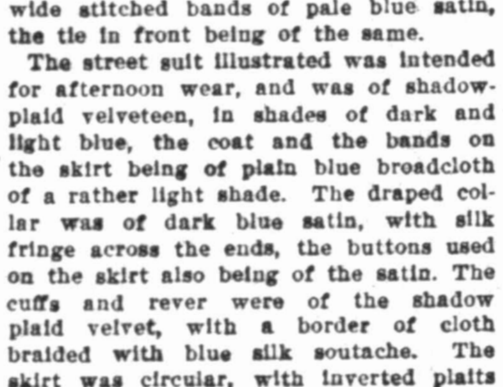 wide stitched bands of pale blue satin,
the tie in front being of the same.
The street suit illustrated was intended
for afternoon wear, and was of shadow-
plaid velveteen, in shades of dark and
light blue, the coat and the bands on
the skirt being of plain blue broadcloth
of a rather light shade. The draped col-
lar was of dark blue satin, with silk
fringe across the ends, the buttons used
on the skirt also being of the satin. The
cuffs and rever were of the shadow
plaid velvet, with a border of cloth
braided with blue silk soutache. The
skirt was circular, with inverted plaits